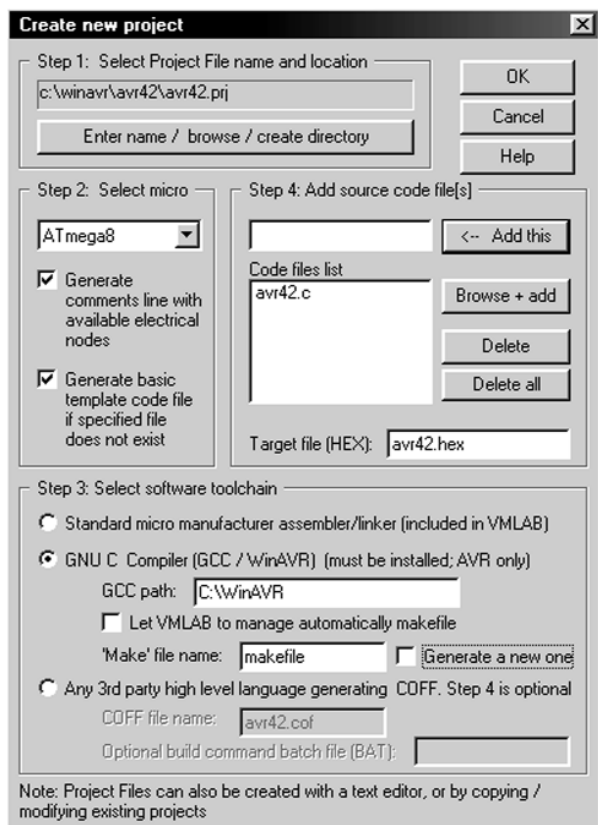 Create new project
Step 1: Select Project File name and location
c:\winavr\avr42\avr42.prj
Enter name / browse / create directory
OK
Cancel
Help
Step 2: Select micro
ATmega8
Generate
comments line with
available electrical
nodes
Generate basic
template code file
if specified file
does not exist
Step 4: Add source code file[s]
<-- Add this
Code files list
avr42.c
Browse + add
Delete
Delete all
Target file (HEX): avr42.hex
Step 3: Select software toolchain
Standard micro manufacturer assembler/linker (included in VMLAB)
GNU C Compiler (GCC / WinAVR) (must be installed; AVR only)
GCC path: C:\WinAVR
Let VMLAB to manage automatically makefile
'Make' file name: makefile Generate a new one
Any 3rd party high level language generating COFF. Step 4 is optional
COFF file name: avr42.cof
Optional build command batch file (BAT):
Note: Project Files can also be created with a text editor, or by copying /
modifying existing projects